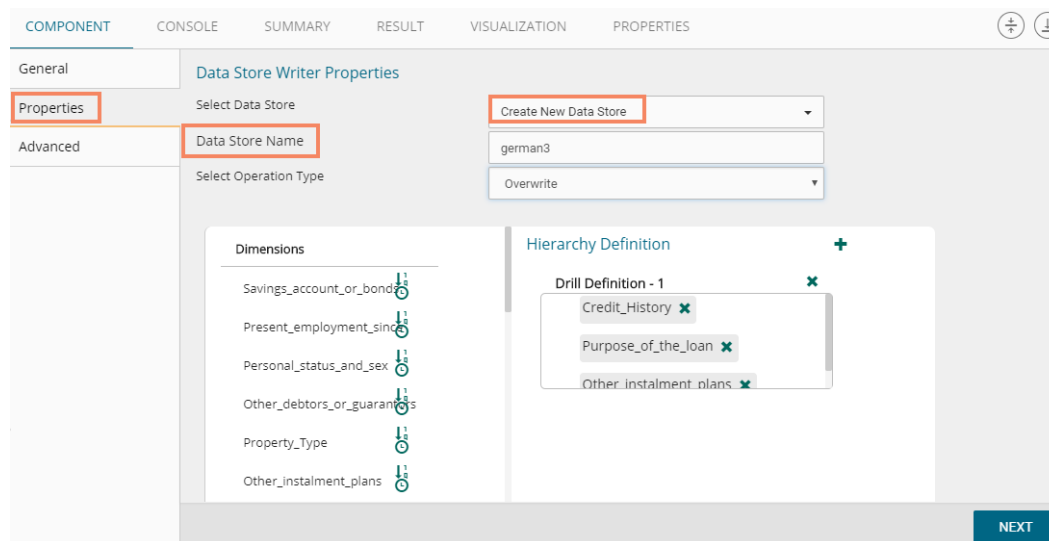 COMPONENT CONSOLE SUMMARY RESULT VISUALIZATION PROPERTIES
General
Properties
Advanced
Data Store Writer Properties
Select Data Store
Create New Data Store
Data Store Name
german3
Select Operation Type
Overwrite
Dimensions
Savings_account_or_bonds
Present_employment_since
Personal_status_and_sex
Other_debtors_or_guarantors
Property_Type
Other_instalment_plans
Hierarchy Definition
Drill Definition - 1
Credit_History
Purpose_of_the_loan
Other_instalment_plans
NEXT